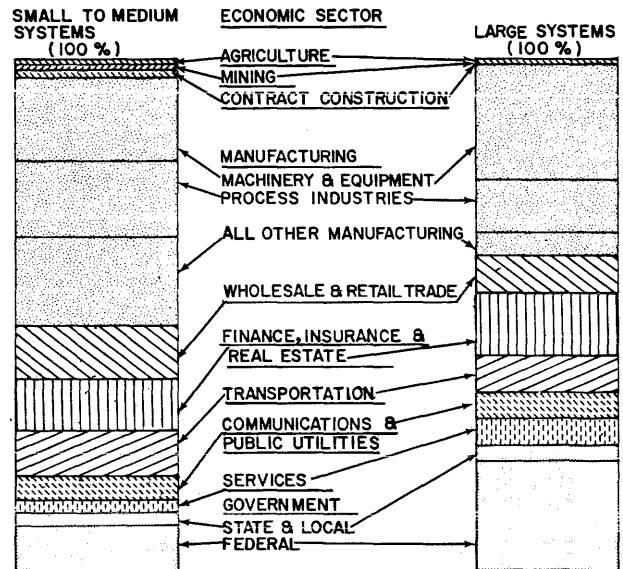 SMALL TO MEDIUM SYSTEMS
(100 %)
ECONOMIC SECTOR
LARGE SYSTEMS
(100 %)
AGRICULTURE
MINING
CONTRACT CONSTRUCTION
MANUFACTURING
MACHINERY & EQUIPMENT
PROCESS INDUSTRIES
ALL OTHER MANUFACTURING
WHOLESALE & RETAIL TRADE
FINANCE, INSURANCE &
REAL ESTATE
TRANSPORTATION
COMMUNICATIONS &
PUBLIC UTILITIES
SERVICES
GOVERNMENT
STATE & LOCAL
FEDERAL